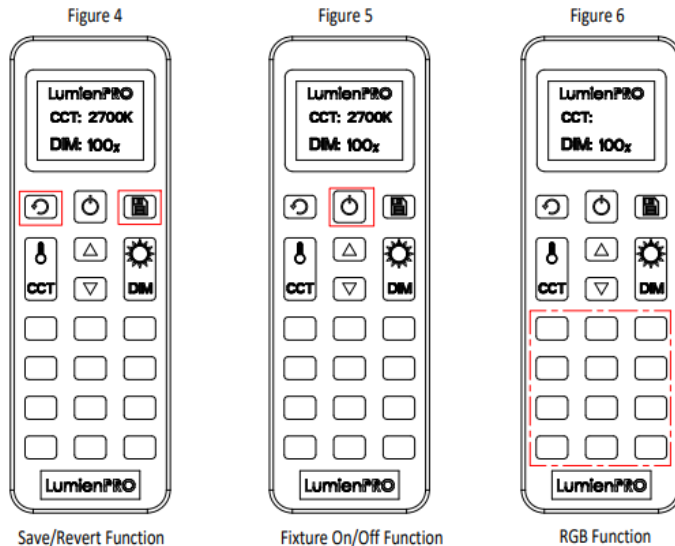 Figure 4
LumienPRO
CCT: 2700K
DIM: 100%
CCT
DIM
LumienPRO
Save/Revert Function
Figure 5
LumienPRO
CCT: 2700K
DIM: 100%
CCT
DIM
LumienPRO
Fixture On/Off Function
Figure 6
LumienPRO
CCT:
DIM: 100%
CCT
DIM
LumienPRO
RGB Function